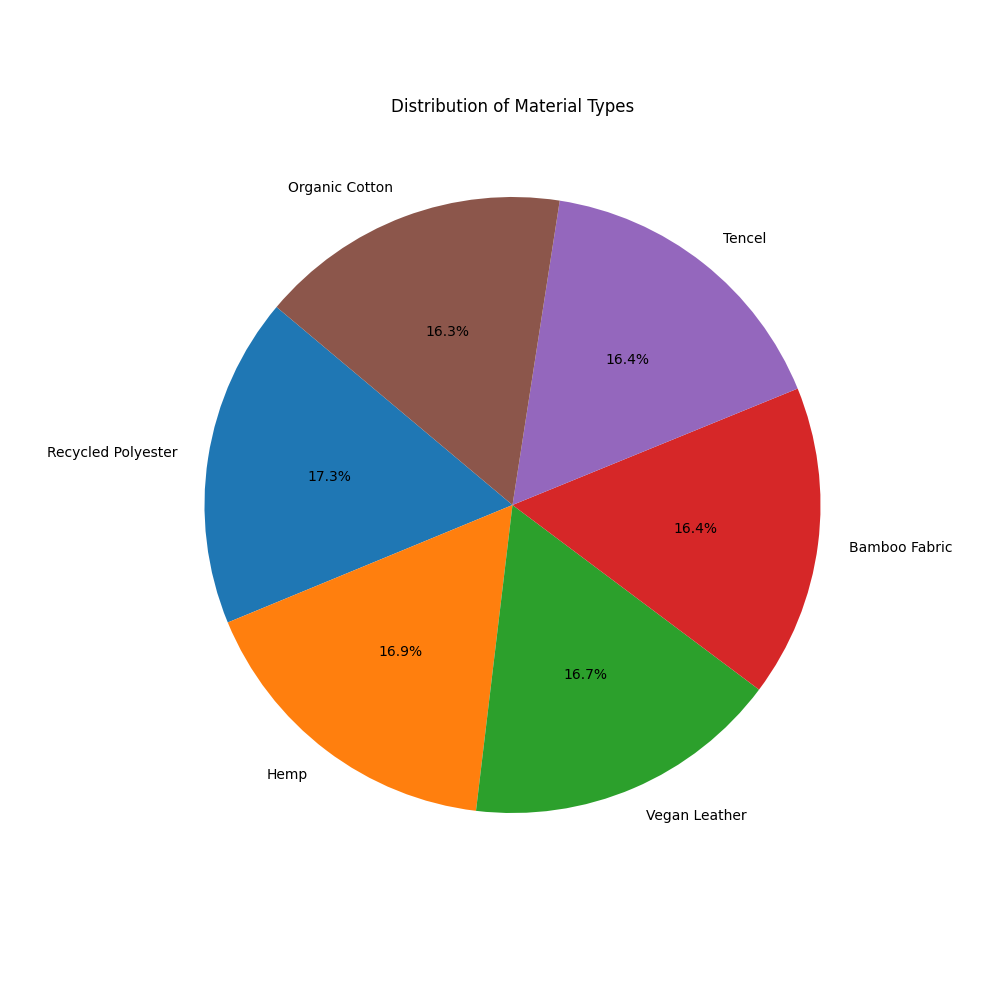 Distribution of Material Types
Organic Cotton
Tencel
16.3%
16.4%
Recycled Polyester
17.3%
16.4%
Bamboo Fabric
16.9%
16.7%
Hemp
Vegan Leather